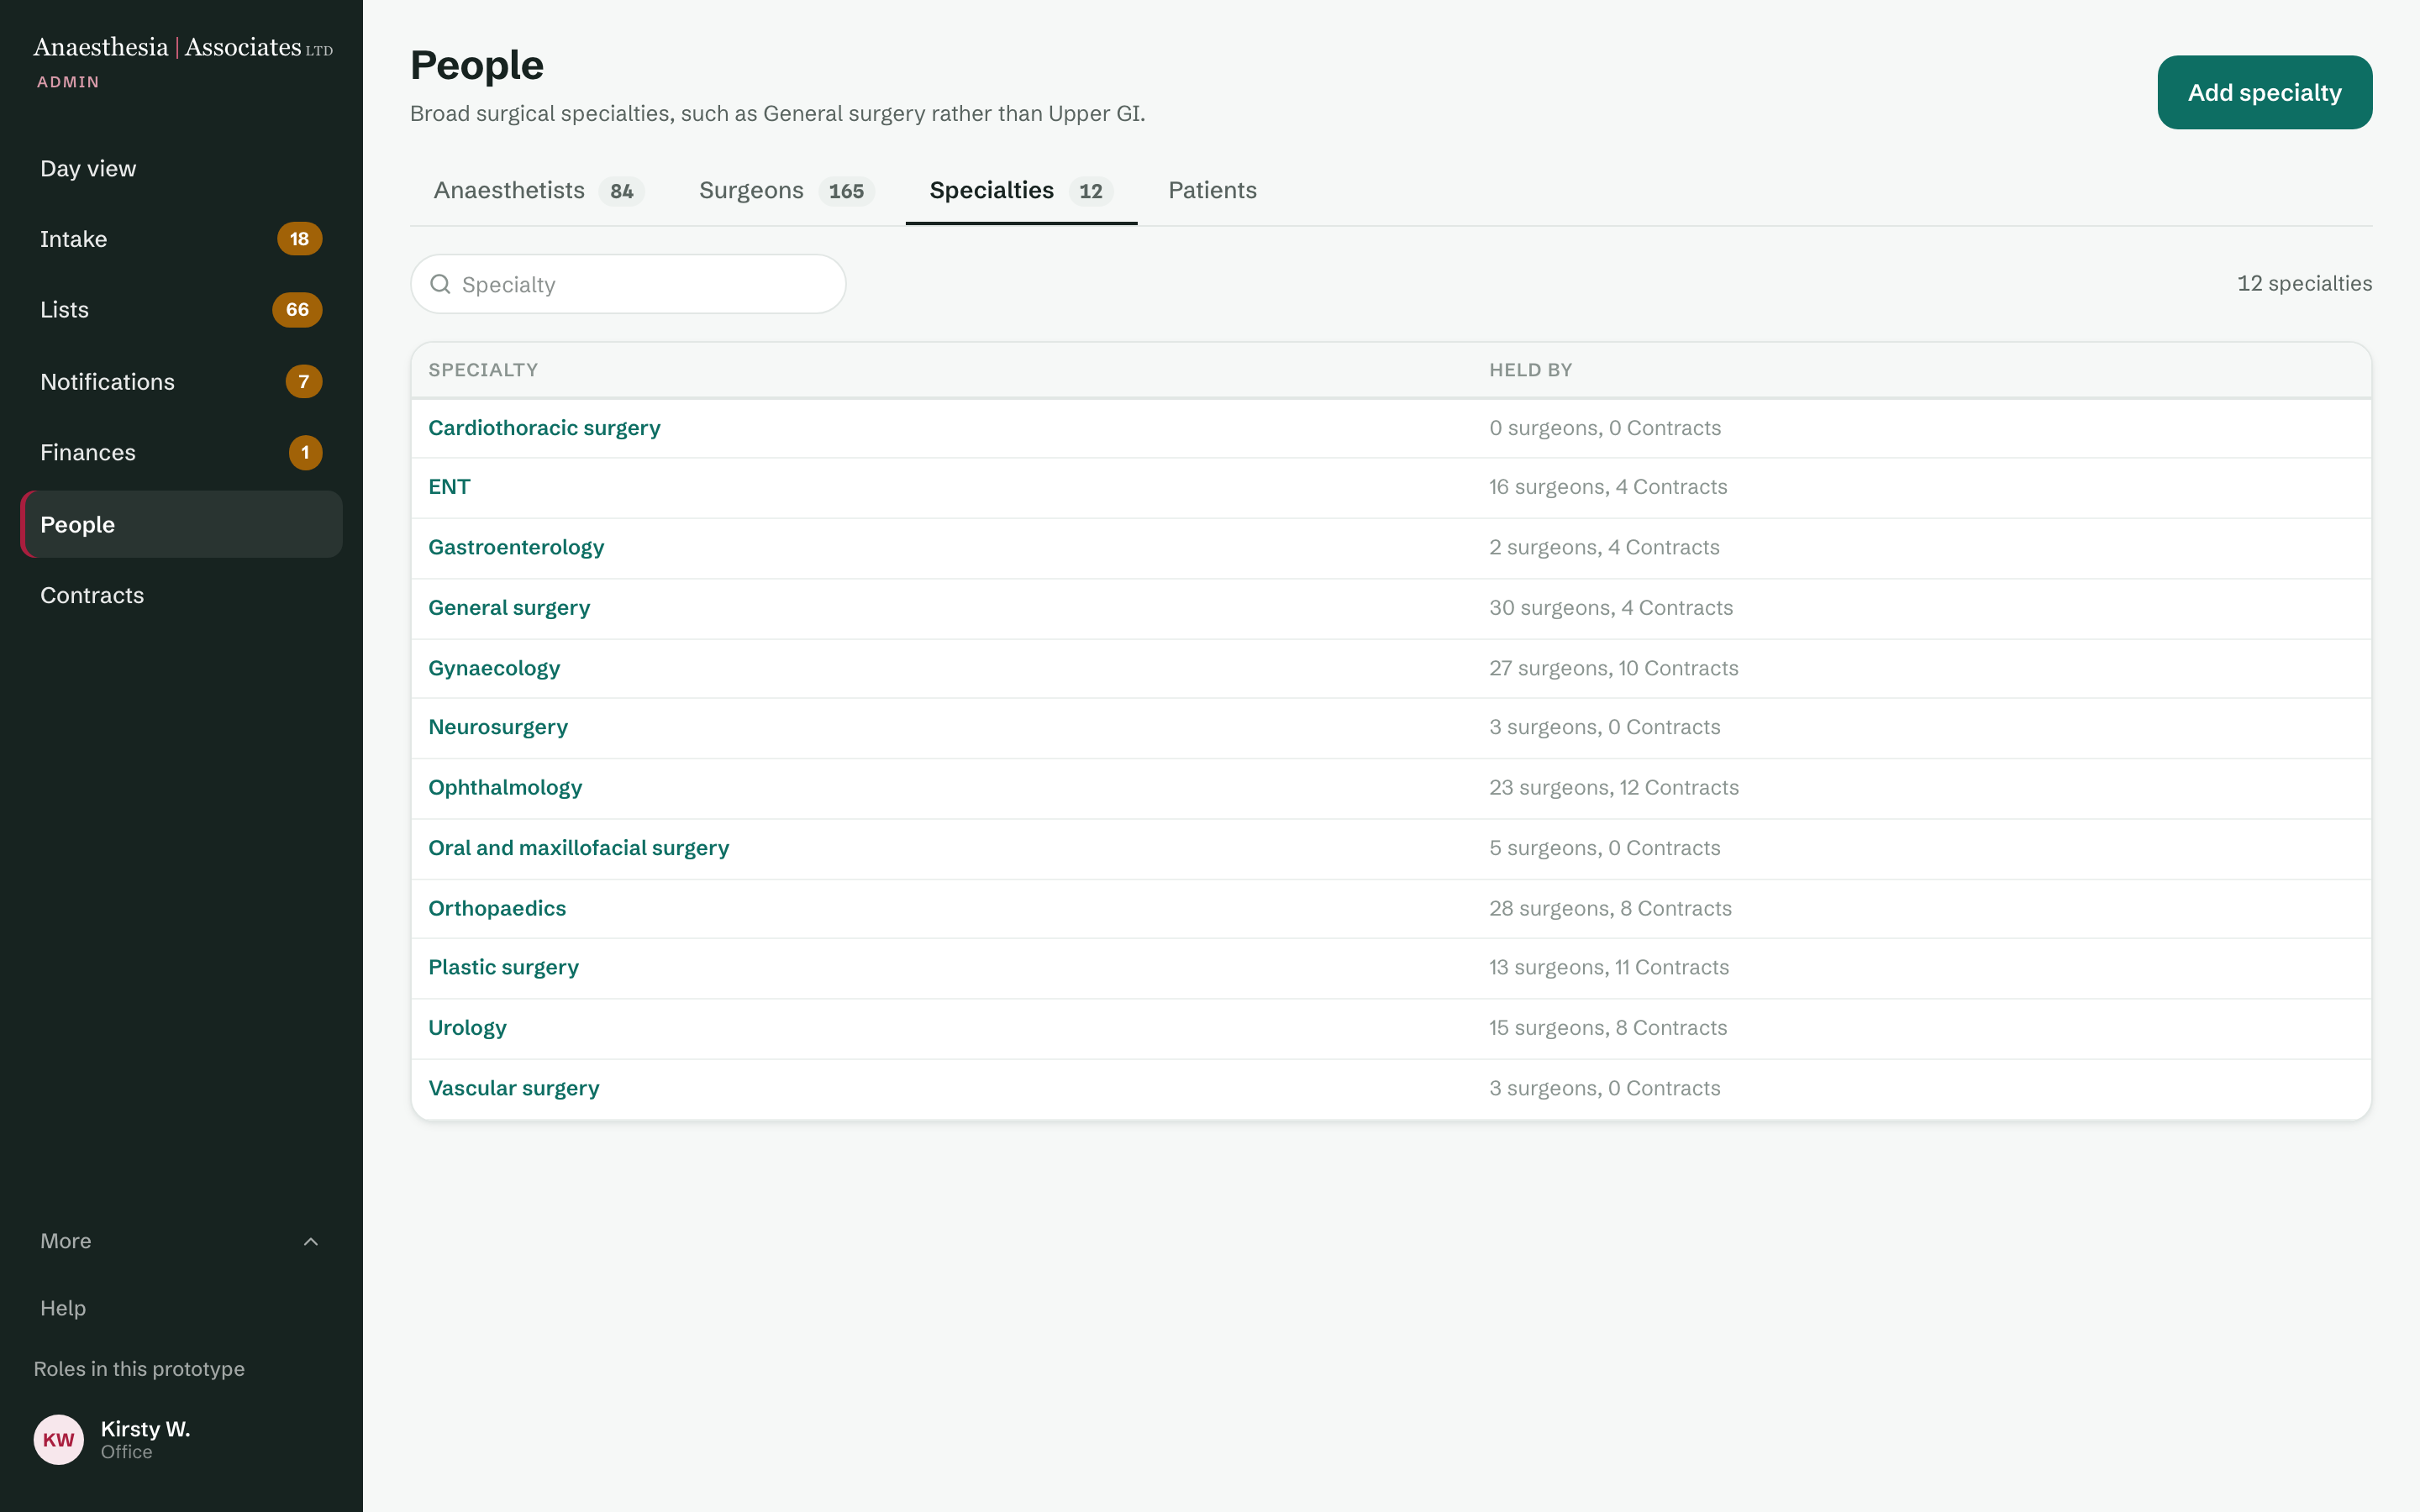 Anaesthesia | Associates LTD
ADMIN
Day view
Intake 18
Lists 66
Notifications 7
Finances 1
People
Contracts
More
Help
Roles in this prototype
KW
Kirsty W.
Office
People
Broad surgical specialties, such as General surgery rather than Upper GI.
Add specialty
Anaesthetists 84 Surgeons 165 Specialties 12 Patients
Specialty
12 specialties
SPECIALTY HELD BY
Cardiothoracic surgery 0 surgeons, 0 Contracts
ENT 16 surgeons, 4 Contracts
Gastroenterology 2 surgeons, 4 Contracts
General surgery 30 surgeons, 4 Contracts
Gynaecology 27 surgeons, 10 Contracts
Neurosurgery 3 surgeons, 0 Contracts
Ophthalmology 23 surgeons, 12 Contracts
Oral and maxillofacial surgery 5 surgeons, 0 Contracts
Orthopaedics 28 surgeons, 8 Contracts
Plastic surgery 13 surgeons, 11 Contracts
Urology 15 surgeons, 8 Contracts
Vascular surgery 3 surgeons, 0 Contracts